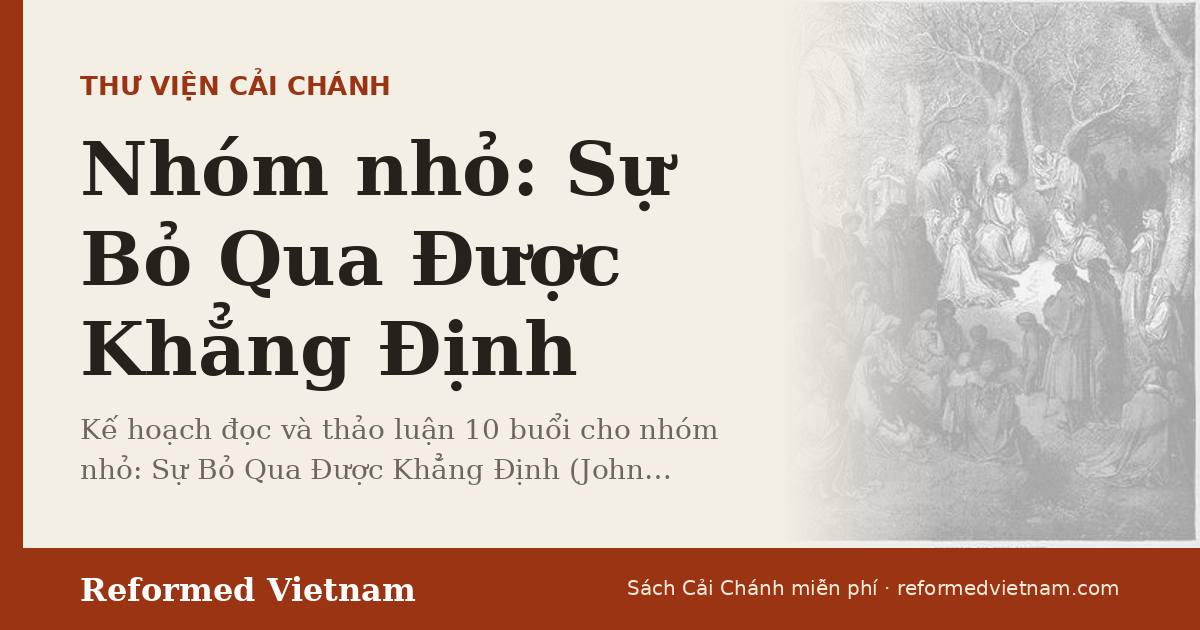 THƯ VIỆN CẢI CHÁNH
Nhóm nhỏ: Sự
Bỏ Qua Được
Khẳng Định
Kế hoạch đọc và thảo luận 10 buổi cho nhóm
nhỏ: Sự Bỏ Qua Được Khẳng Định (John...
Reformed Vietnam
Sách Cải Chánh miễn phí · reformedvietnam.com